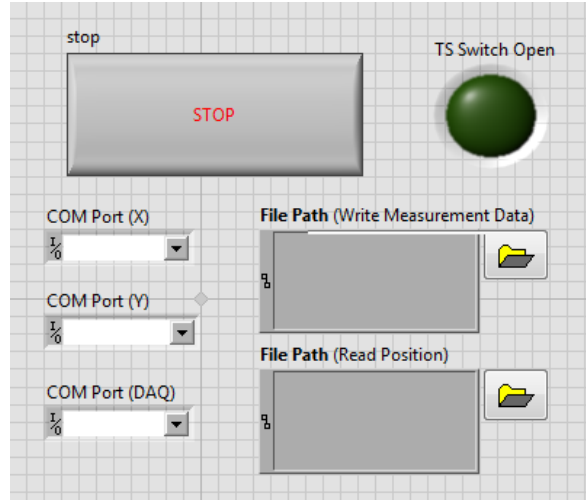 stop
TS Switch Open
STOP
COM Port (X)
File Path (Write Measurement Data)
I/O
COM Port (Y)
I/O
File Path (Read Position)
COM Port (DAQ)
I/O